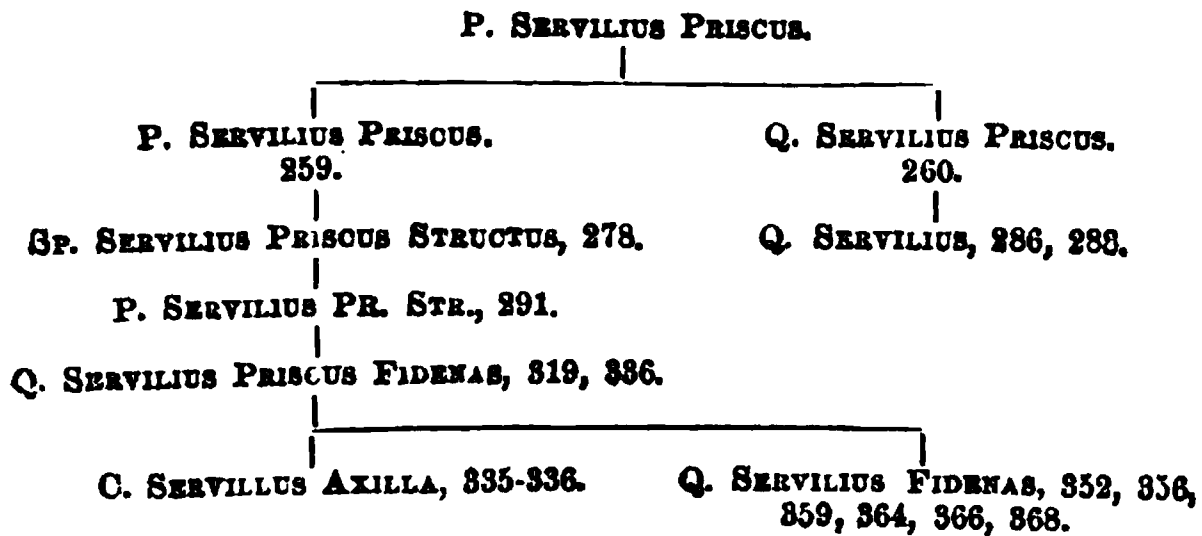 P. SERVILIUS PRISCUS.
P. SERVILIUS PRISCUS.
259.
Q. SERVILIUS PRISCUS.
260.
SP. SERVILIUS PRISCUS STRUCTUS, 278.
Q. SERVILIUS, 286, 288.
P. SERVILIUS PR. STR., 291.
Q. SERVILIUS PRISCUS FIDENAS, 319, 336.
C. SERVILLUS AXILLA, 335-336.
Q. SERVILIUS FIDENAS, 352, 356,
359, 364, 366, 368.